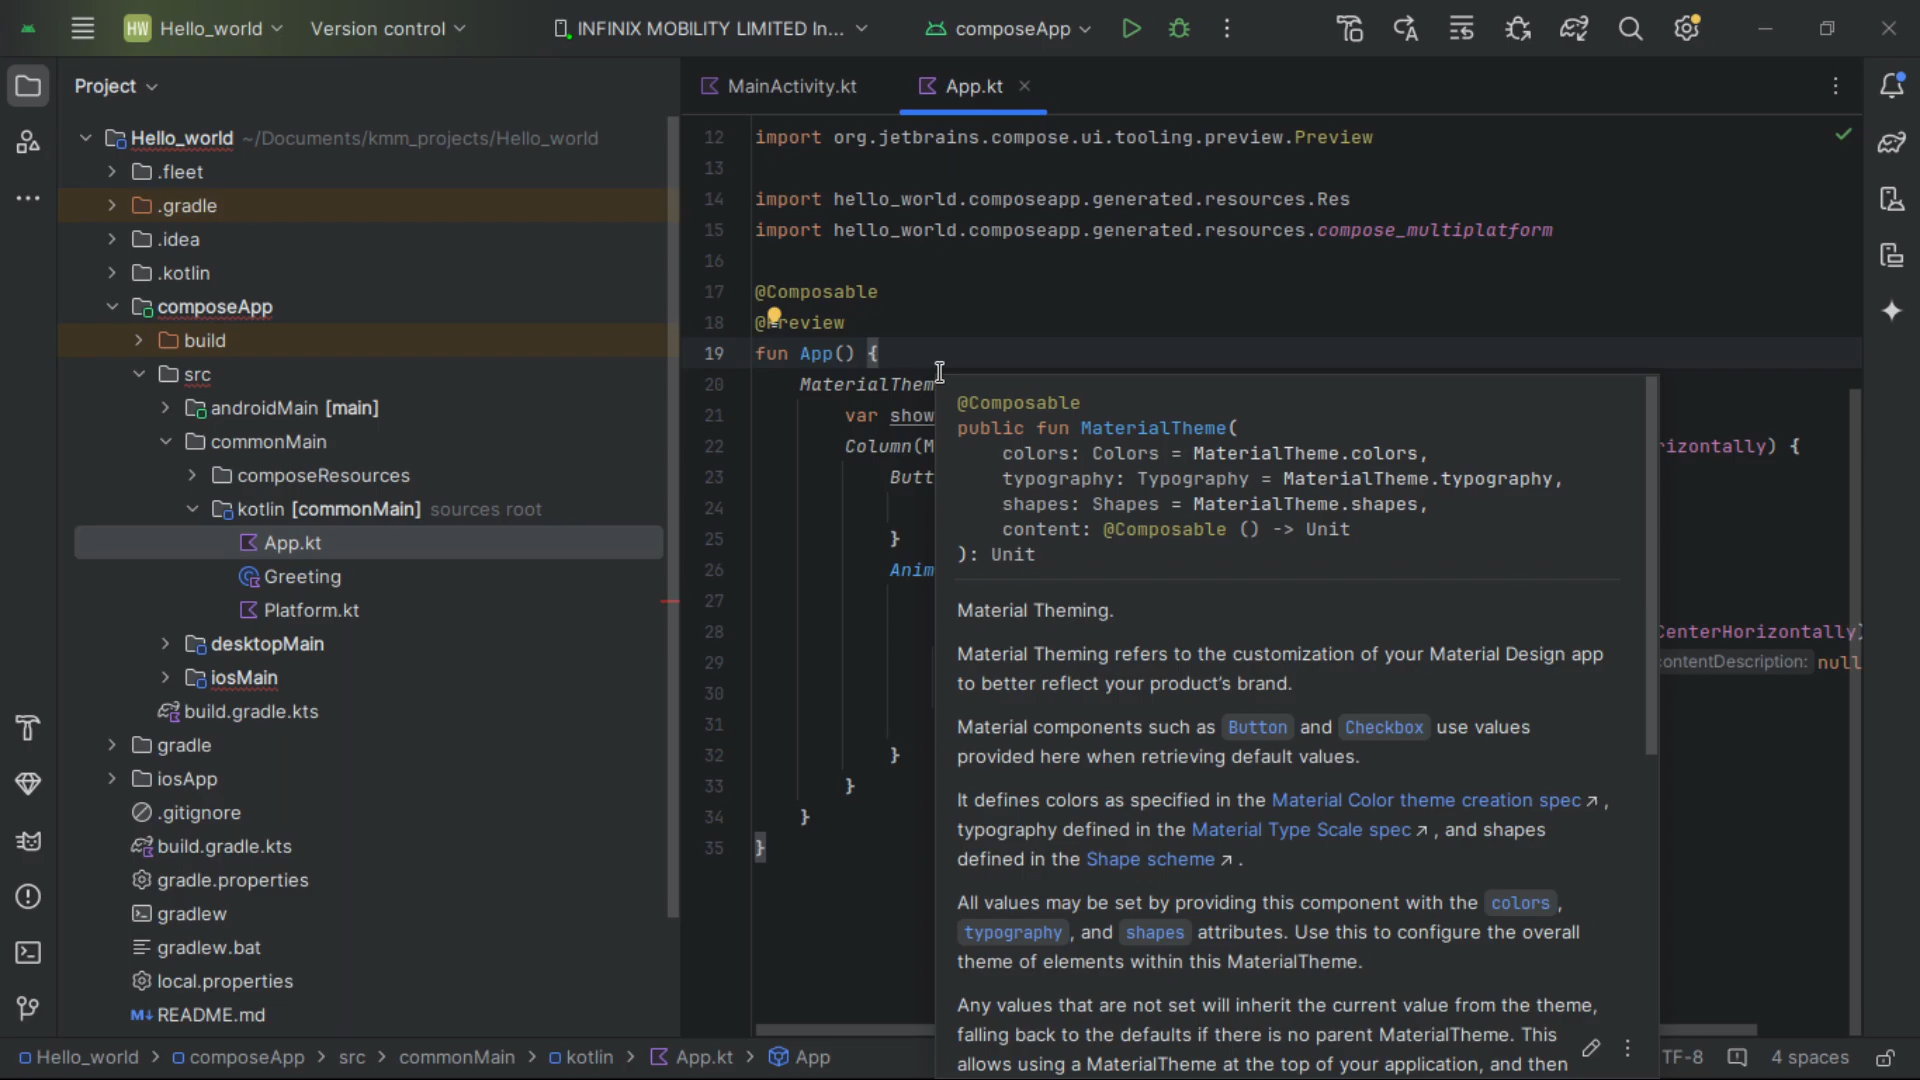 HW Hello_world Version control INFINIX MOBILITY LIMITED In... composeApp
Project
MainActivity.kt App.kt
Hello_world ~/Documents/kmm_projects/Hello_world
.fleet
.gradle
.idea
.kotlin
composeApp
build
src
androidMain [main]
commonMain
composeResources
kotlin [commonMain] sources root
App.kt
Greeting
Platform.kt
desktopMain
iosMain
build.gradle.kts
gradle
iosApp
.gitignore
build.gradle.kts
gradle.properties
gradlew
gradlew.bat
local.properties
README.md
12 import org.jetbrains.compose.ui.tooling.preview.Preview
13
14 import hello_world.composeapp.generated.resources.Res
15 import hello_world.composeapp.generated.resources.compose_multiplatform
16
17 @Composable
18 @Preview
19 fun App() {
20 MaterialThem
21 var show
22 Column(M rizontally) {
23 Butt
24
25 }
26 Anim
27
28 CenterHorizontally)
29 contentDescription: null
30
31
32 }
33 }
34 }
35 }
@Composable
public fun MaterialTheme(
colors: Colors = MaterialTheme.colors,
typography: Typography = MaterialTheme.typography,
shapes: Shapes = MaterialTheme.shapes,
content: @Composable () -> Unit
): Unit
Material Theming.
Material Theming refers to the customization of your Material Design app
to better reflect your product's brand.
Material components such as Button and Checkbox use values
provided here when retrieving default values.
It defines colors as specified in the Material Color theme creation spec↗,
typography defined in the Material Type Scale spec↗, and shapes
defined in the Shape scheme↗.
All values may be set by providing this component with the colors,
typography, and shapes attributes. Use this to configure the overall
theme of elements within this MaterialTheme.
Any values that are not set will inherit the current value from the theme,
falling back to the defaults if there is no parent MaterialTheme. This
allows using a MaterialTheme at the top of your application, and then
Hello_world > composeApp > src > commonMain > kotlin > App.kt > App TF-8 4 spaces